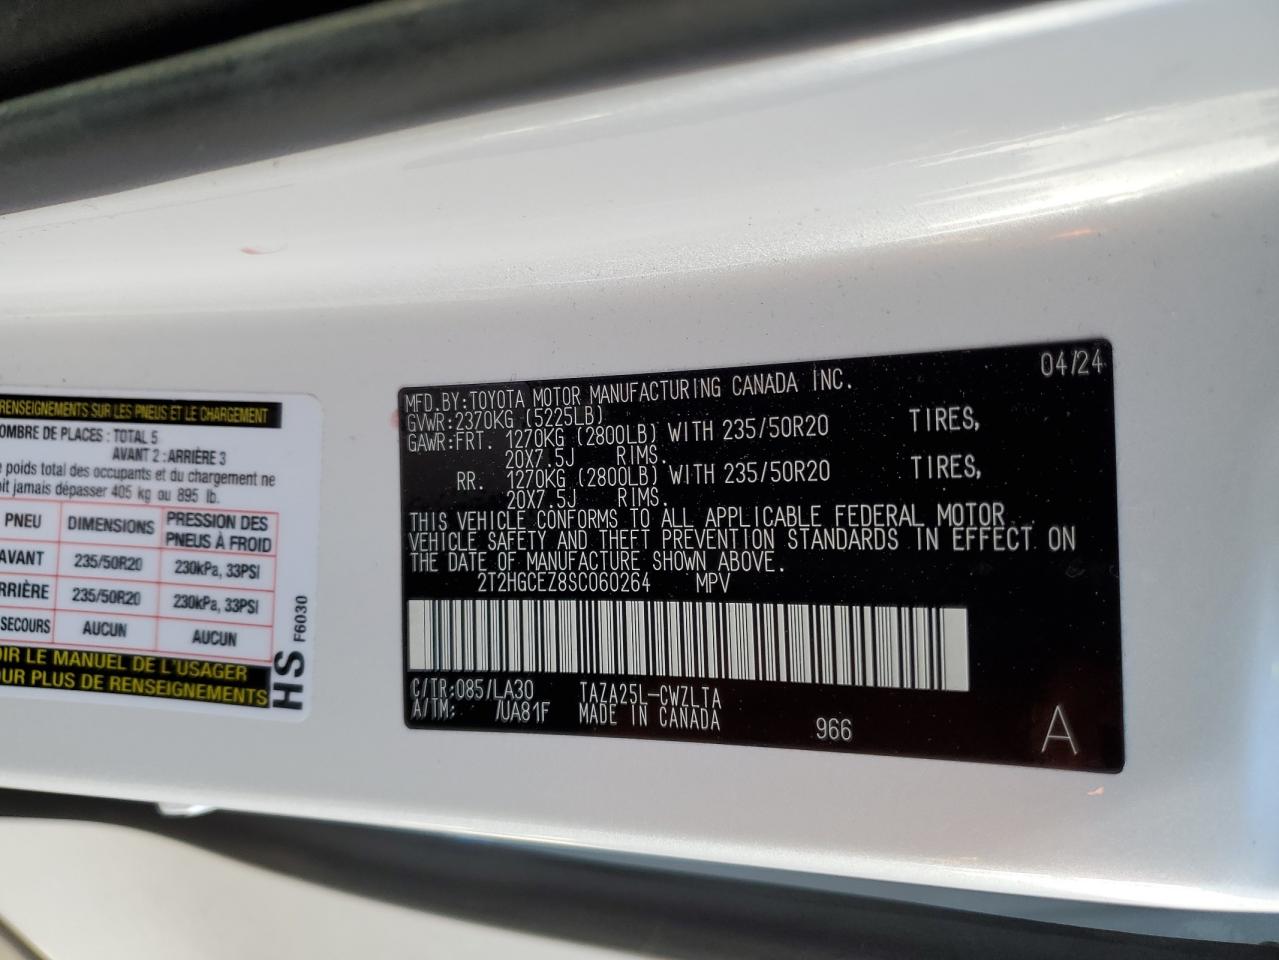 RENSEIGNEMENTS SUR LES PNEUS ET LE CHARGEMENT
OMBRE DE PLACES : TOTAL 5
AVANT 2 : ARRIÈRE 3
e poids total des occupants et du chargement ne
oit jamais dépasser 405 kg ou 895 lb.
PNEU DIMENSIONS PRESSION DES PNEUS À FROID
AVANT 235/50R20 230kPa, 33PSI
RRIÈRE 235/50R20 230kPa, 33PSI
SECOURS AUCUN AUCUN
OIR LE MANUEL DE L'USAGER
OUR PLUS DE RENSEIGNEMENTS
HS F6030
04/24
MFD.BY:TOYOTA MOTOR MANUFACTURING CANADA INC.
GVWR:2370KG (5225LB)
GAWR:FRT. 1270KG (2800LB) WITH 235/50R20 TIRES,
20X7.5J RIMS.
RR. 1270KG (2800LB) WITH 235/50R20 TIRES,
20X7.5J RIMS.
THIS VEHICLE CONFORMS TO ALL APPLICABLE FEDERAL MOTOR
VEHICLE SAFETY AND THEFT PREVENTION STANDARDS IN EFFECT ON
THE DATE OF MANUFACTURE SHOWN ABOVE.
2T2HGCEZ8SC060264 MPV
C/TR:085/LA30 TAZA25L-CWZLTA
A/TM: /UA81F MADE IN CANADA
966
A